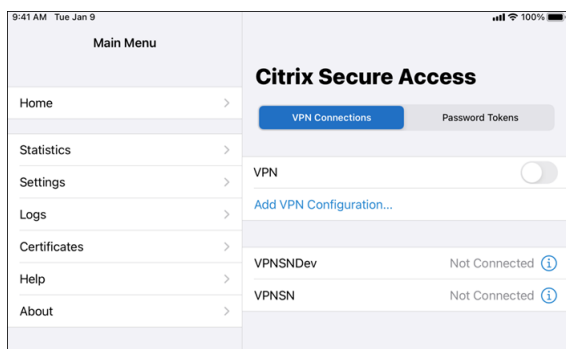 9:41 AM Tue Jan 9
100%
Main Menu
Home
Statistics
Settings
Logs
Certificates
Help
About
Citrix Secure Access
VPN Connections
Password Tokens
VPN
Add VPN Configuration...
VPNSNDev Not Connected
VPNSN Not Connected